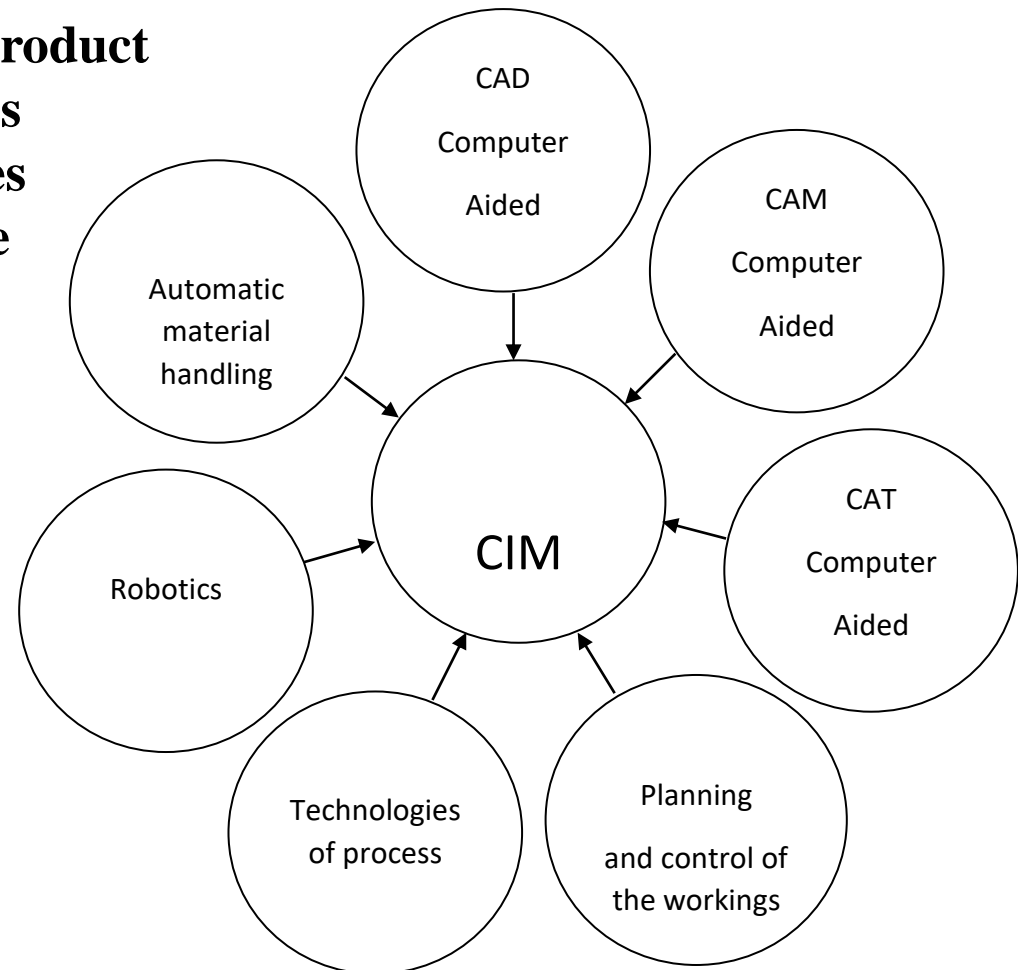 roduct
s
es
e
CAD
Computer
Aided
CAM
Computer
Aided
Automatic
material
handling
CAT
Computer
Aided
CIM
Robotics
Planning
and control of
the workings
Technologies
of process